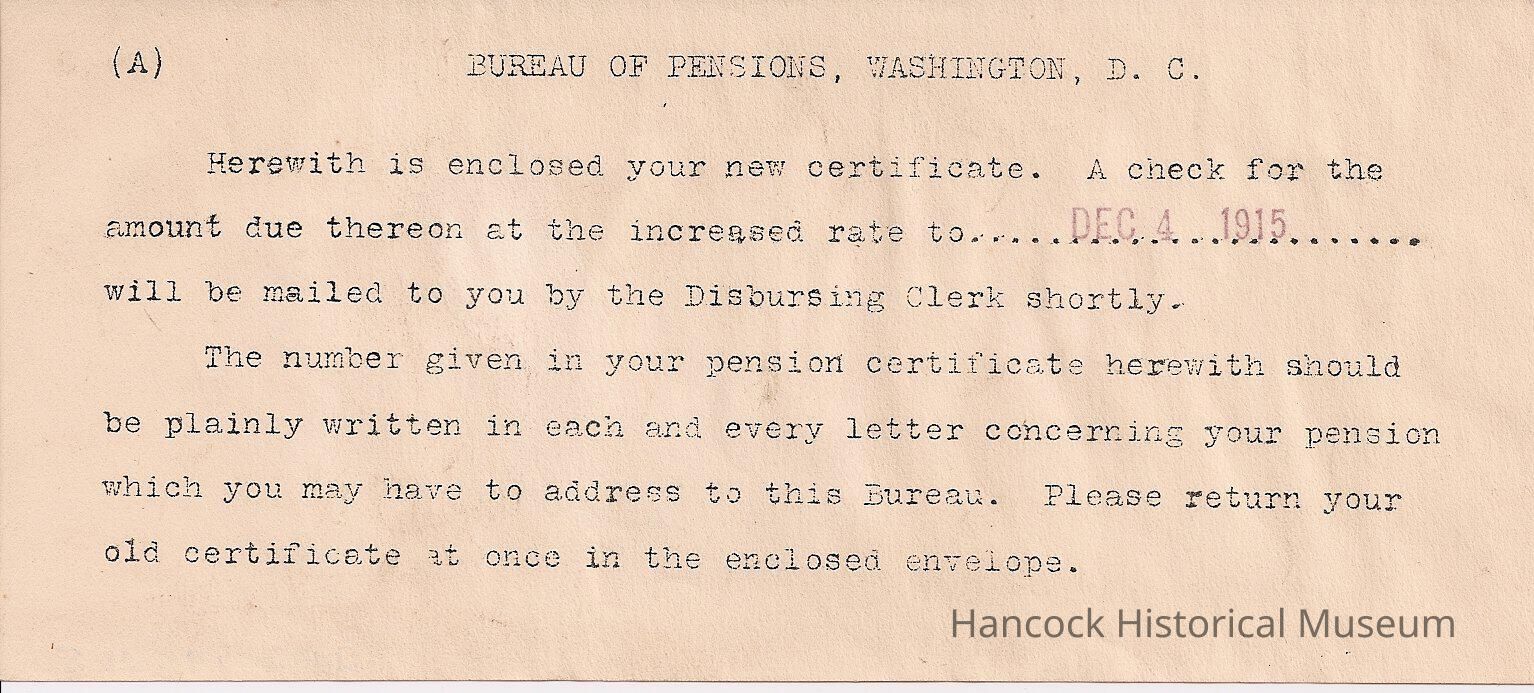 (A) BUREAU OF PENSIONS, WASHINGTON, D. C.
Herewith is enclosed your new certificate. A check for the
amount due thereon at the increased rate to.....DEC 4 1915.......
will be mailed to you by the Disbursing Clerk shortly.
The number given in your pension certificate herewith should
be plainly written in each and every letter concerning your pension
which you may have to address to this Bureau. Please return your
old certificate at once in the enclosed envelope.
Hancock Historical Museum